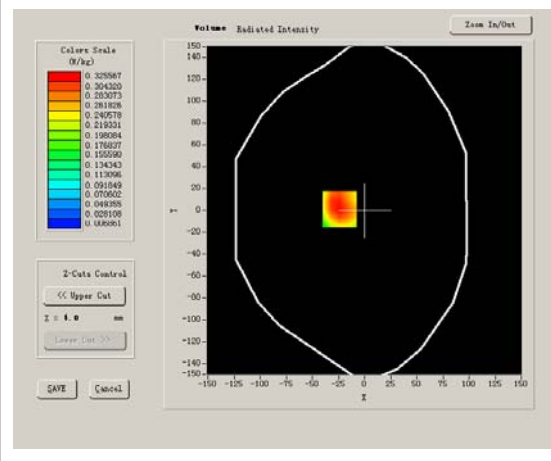 Volume Radiated Intensity
Zoom In/Out
Colors Scale
(W/kg)
0.325567
0.304320
0.283073
0.261826
0.240578
0.219331
0.198084
0.176837
0.155590
0.134343
0.113096
0.091849
0.070602
0.049355
0.028108
0.006861
Z-Cuts Control
<< Upper Cut
Z = 4.0 mm
Lower Cut >>
SAVE
Cancel
150
140
120
100
80
60
40
20
0
-20
-40
-60
-80
-100
-120
-140
-150
Y
-150 -125 -100 -75 -50 -25 0 25 50 75 100 125 150
X